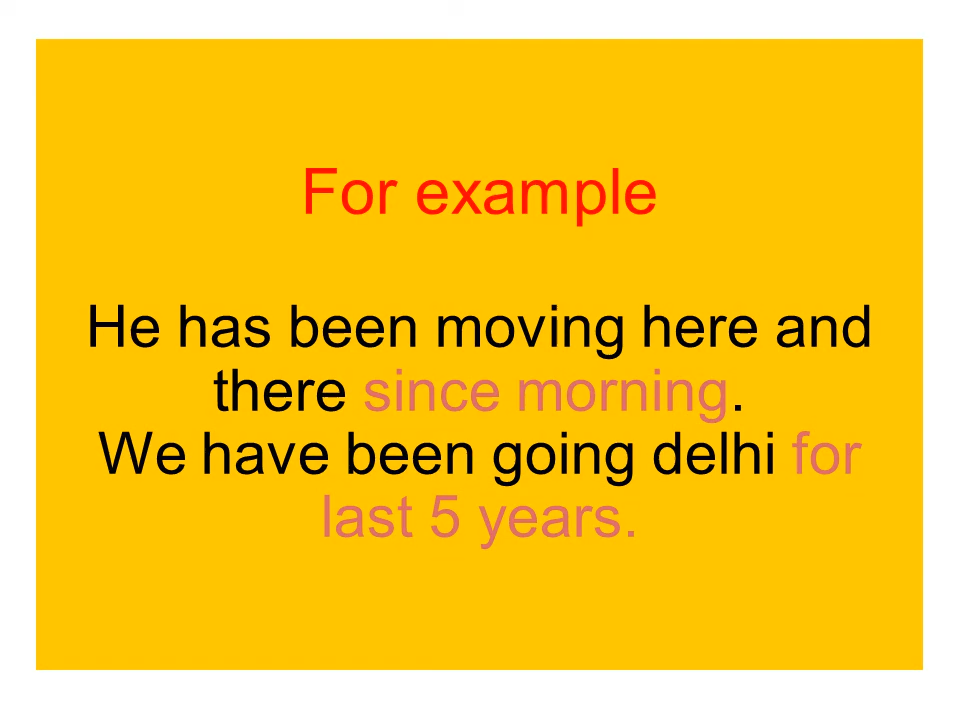 For example
He has been moving here and
there since morning.
We have been going delhi for
last 5 years.